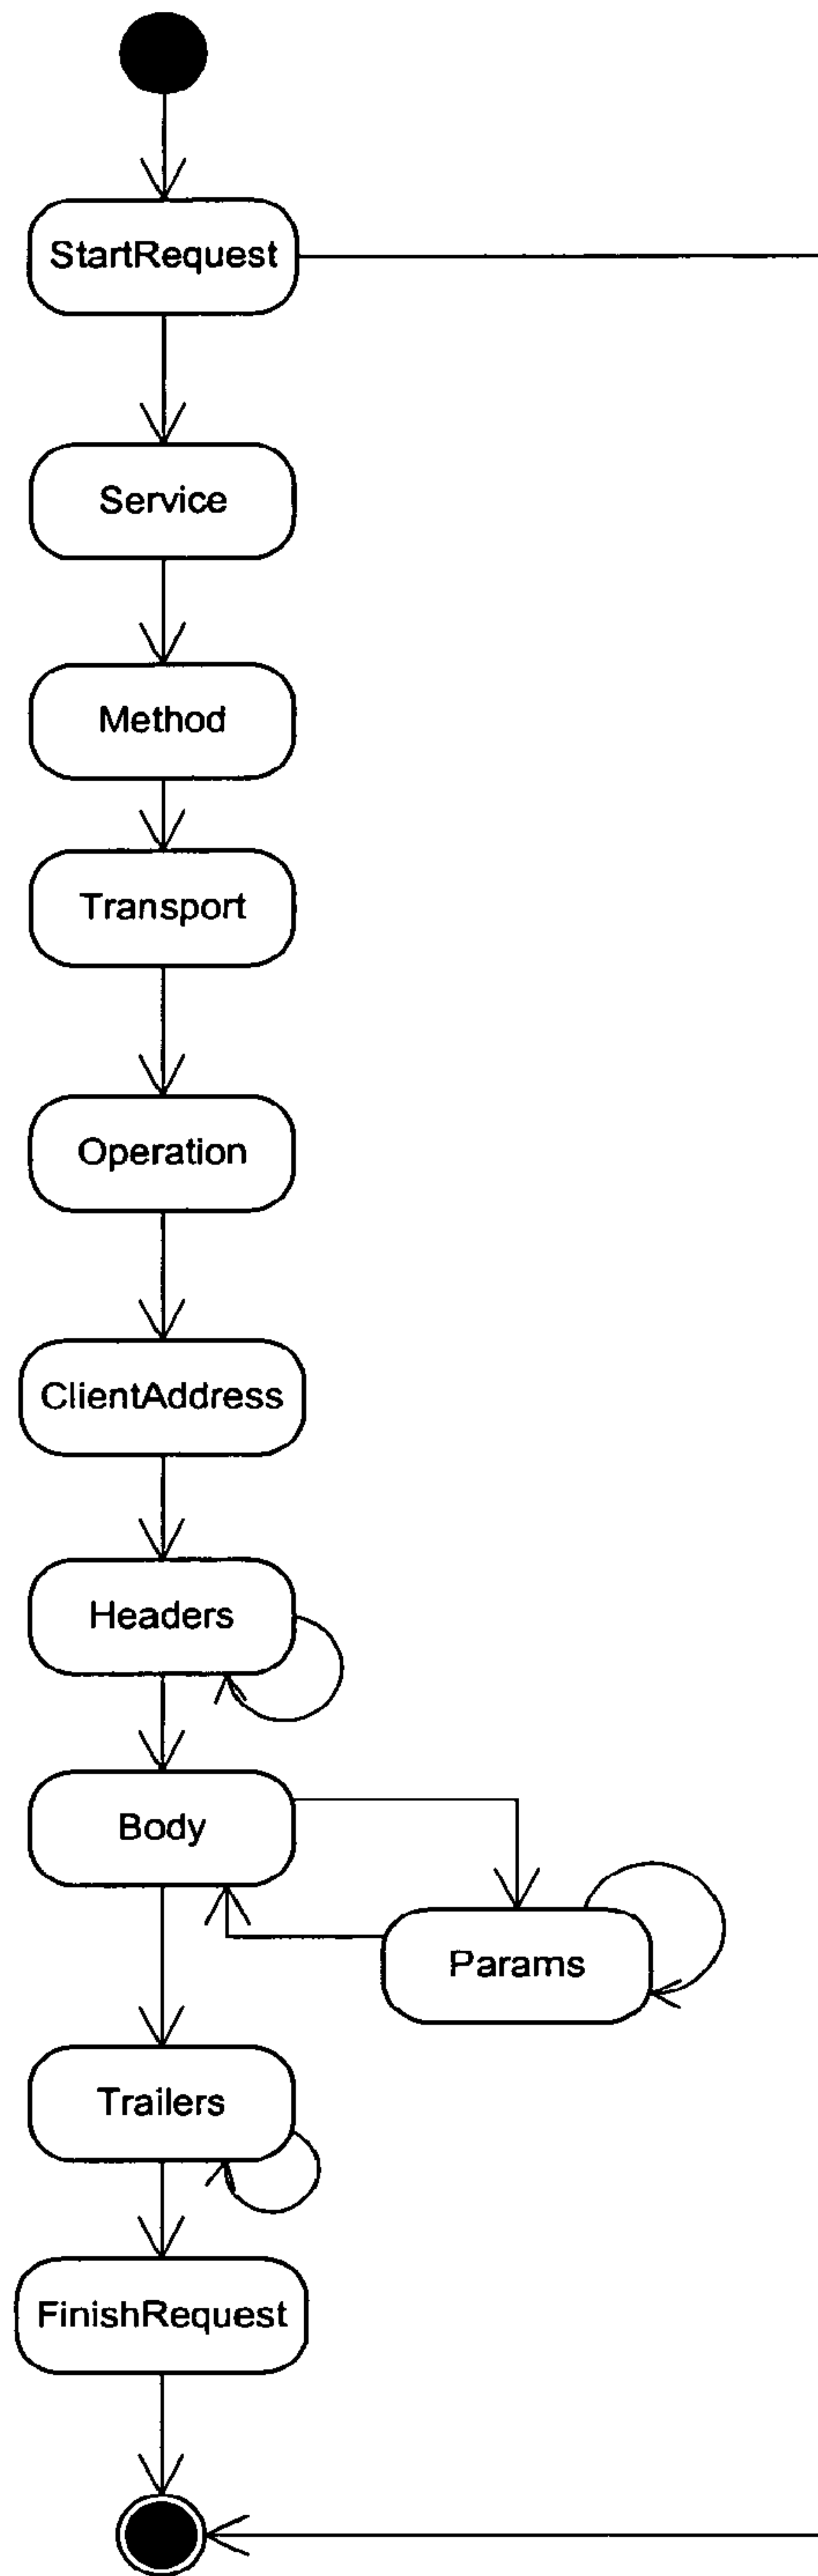 StartRequest
Service
Method
Transport
Operation
ClientAddress
Headers
Body
Params
Trailers
FinishRequest